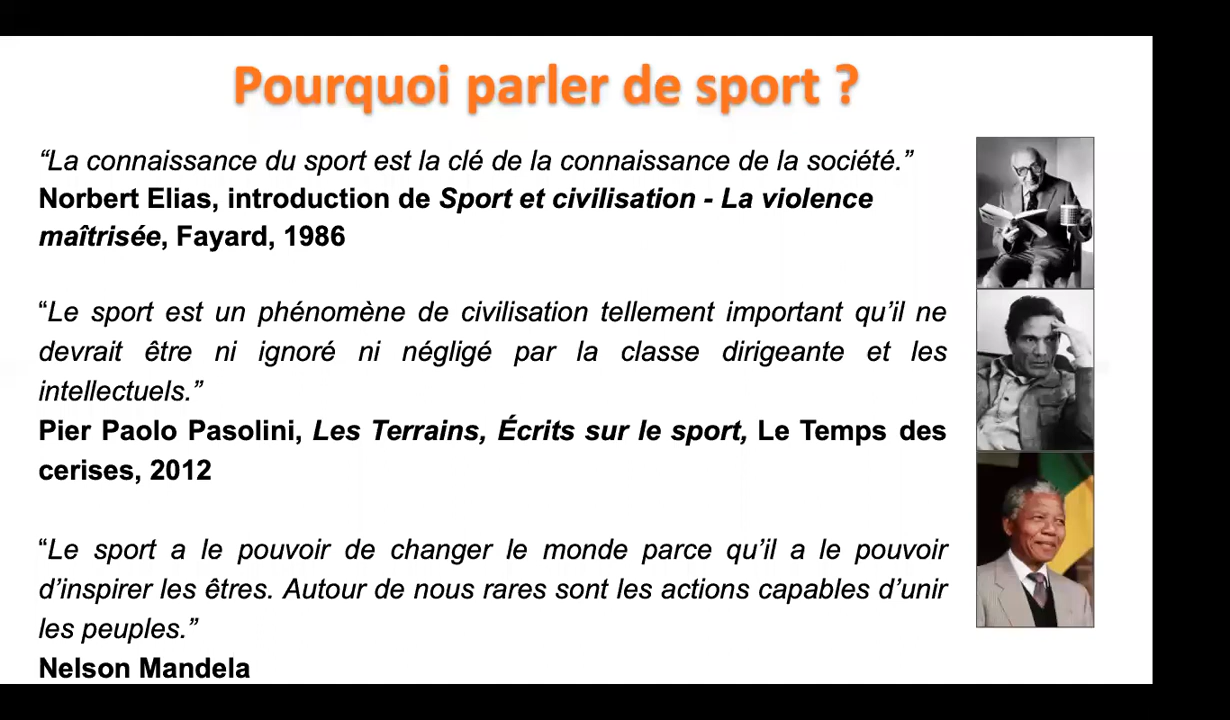 Pourquoi parler de sport ?
“La connaissance du sport est la clé de la connaissance de la société.”
Norbert Elias, introduction de Sport et civilisation - La violence
maîtrisée, Fayard, 1986
“Le sport est un phénomène de civilisation tellement important qu’il ne
devrait être ni ignoré ni négligé par la classe dirigeante et les
intellectuels.”
Pier Paolo Pasolini, Les Terrains, Écrits sur le sport, Le Temps des
cerises, 2012
“Le sport a le pouvoir de changer le monde parce qu’il a le pouvoir
d’inspirer les êtres. Autour de nous rares sont les actions capables d’unir
les peuples.”
Nelson Mandela